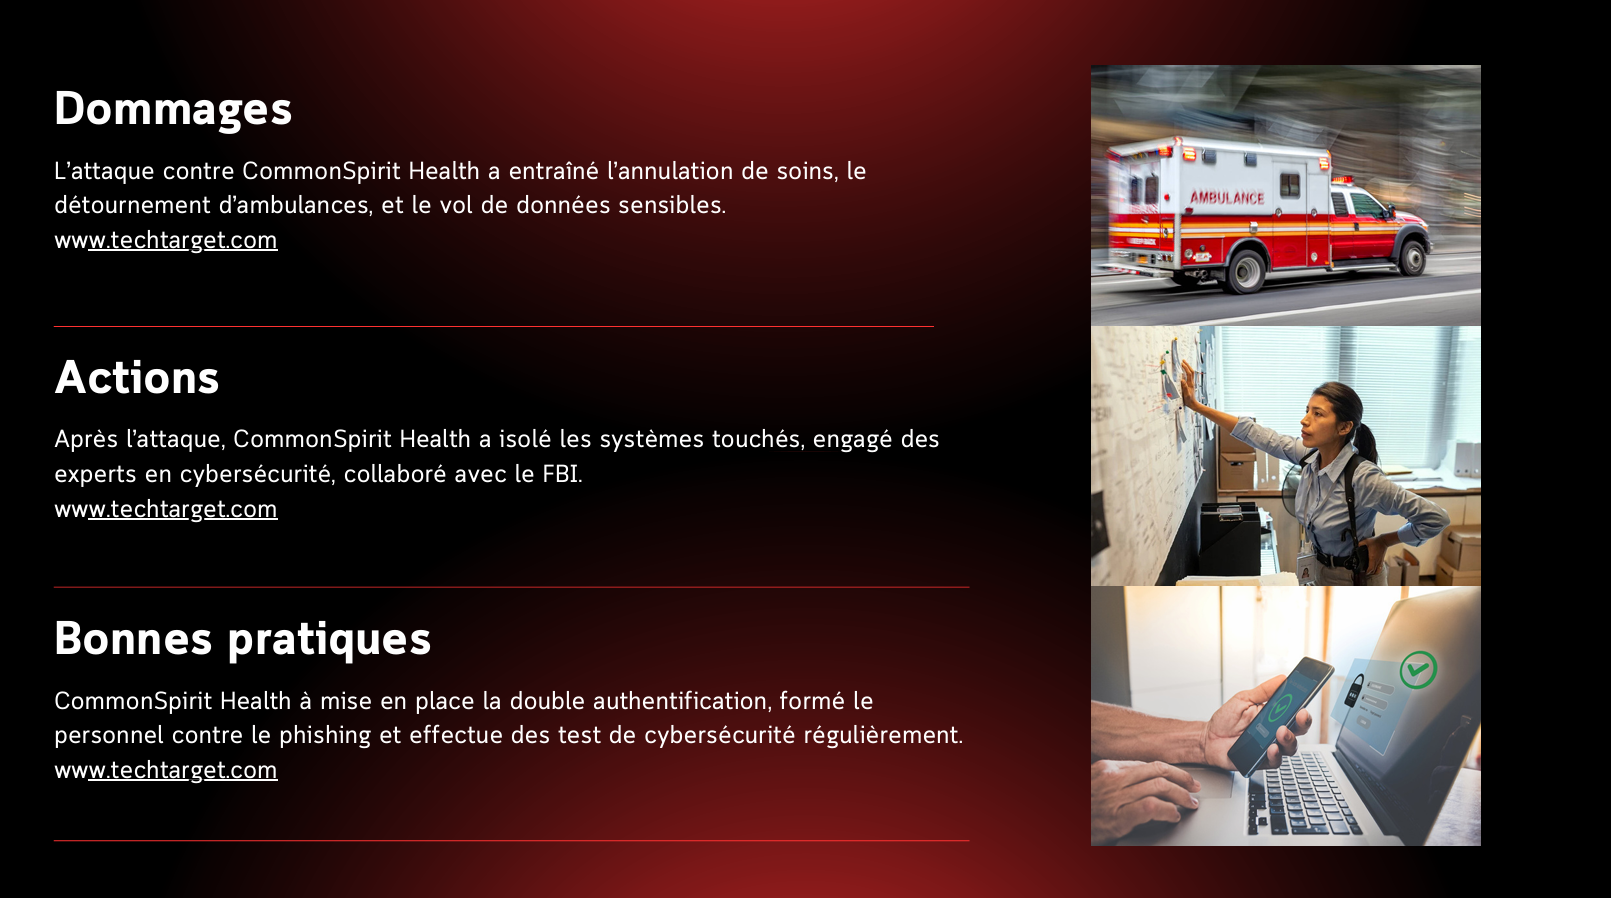 Dommages
L’attaque contre CommonSpirit Health a entraîné l’annulation de soins, le
détournement d’ambulances, et le vol de données sensibles.
www.techtarget.com
AMBULANCE
Actions
Après l’attaque, CommonSpirit Health a isolé les systèmes touchés, engagé des
experts en cybersécurité, collaboré avec le FBI.
www.techtarget.com
Bonnes pratiques
CommonSpirit Health à mise en place la double authentification, formé le
personnel contre le phishing et effectue des test de cybersécurité régulièrement.
www.techtarget.com